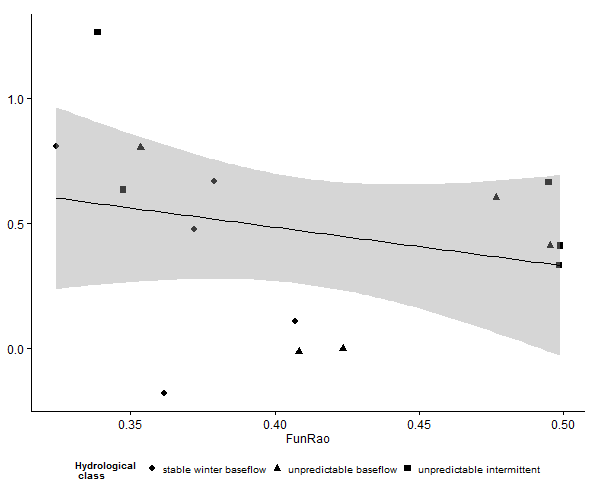 1.0
0.5
0.0
0.35 0.40 0.45 0.50
FunRao
Hydrological
class
stable winter baseflow unpredictable baseflow unpredictable intermittent